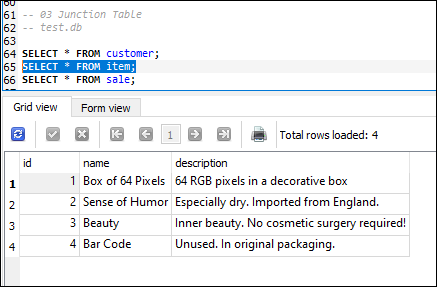 60
61 -- 03 Junction Table
62 -- test.db
63
64 SELECT * FROM customer;
65 SELECT * FROM item;
66 SELECT * FROM sale;
67
Grid view Form view
1 Total rows loaded: 4
id name description
1 1 Box of 64 Pixels 64 RGB pixels in a decorative box
2 2 Sense of Humor Especially dry. Imported from England.
3 3 Beauty Inner beauty. No cosmetic surgery required!
4 4 Bar Code Unused. In original packaging.